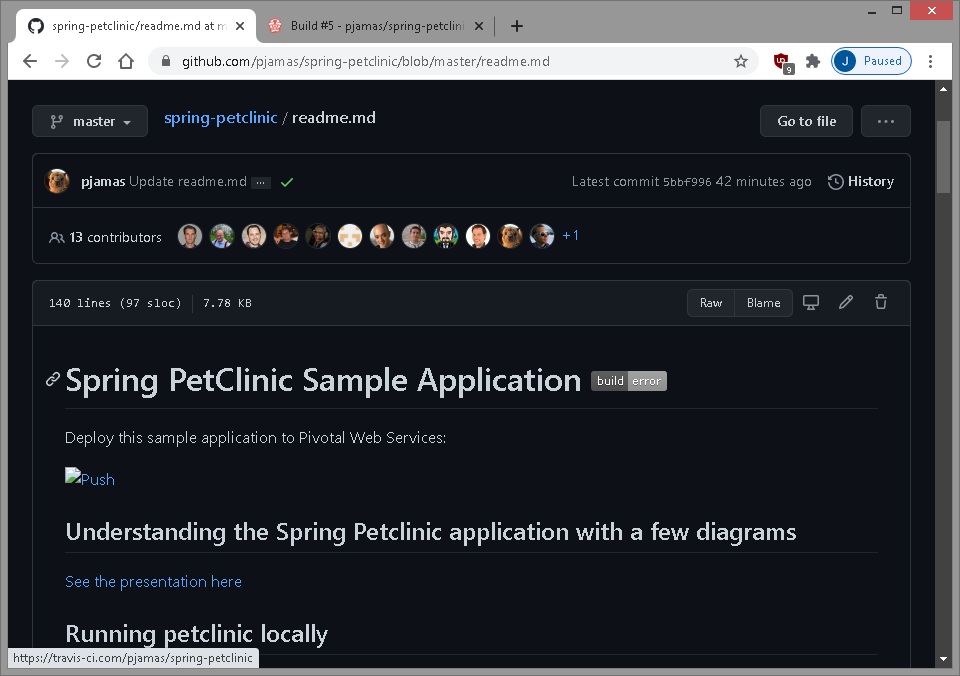 spring-petclinic/readme.md at m
Build #5 - pjamas/spring-petclini
github.com/pjamas/spring-petclinic/blob/master/readme.md
9
J Paused
master
spring-petclinic / readme.md
Go to file
...
pjamas Update readme.md ...
Latest commit 5bbf996 42 minutes ago
History
13 contributors
+1
140 lines (97 sloc)
7.78 KB
Raw
Blame
Spring PetClinic Sample Application
build error
Deploy this sample application to Pivotal Web Services:
Push
Understanding the Spring Petclinic application with a few diagrams
See the presentation here
Running petclinic locally
https://travis-ci.com/pjamas/spring-petclinic